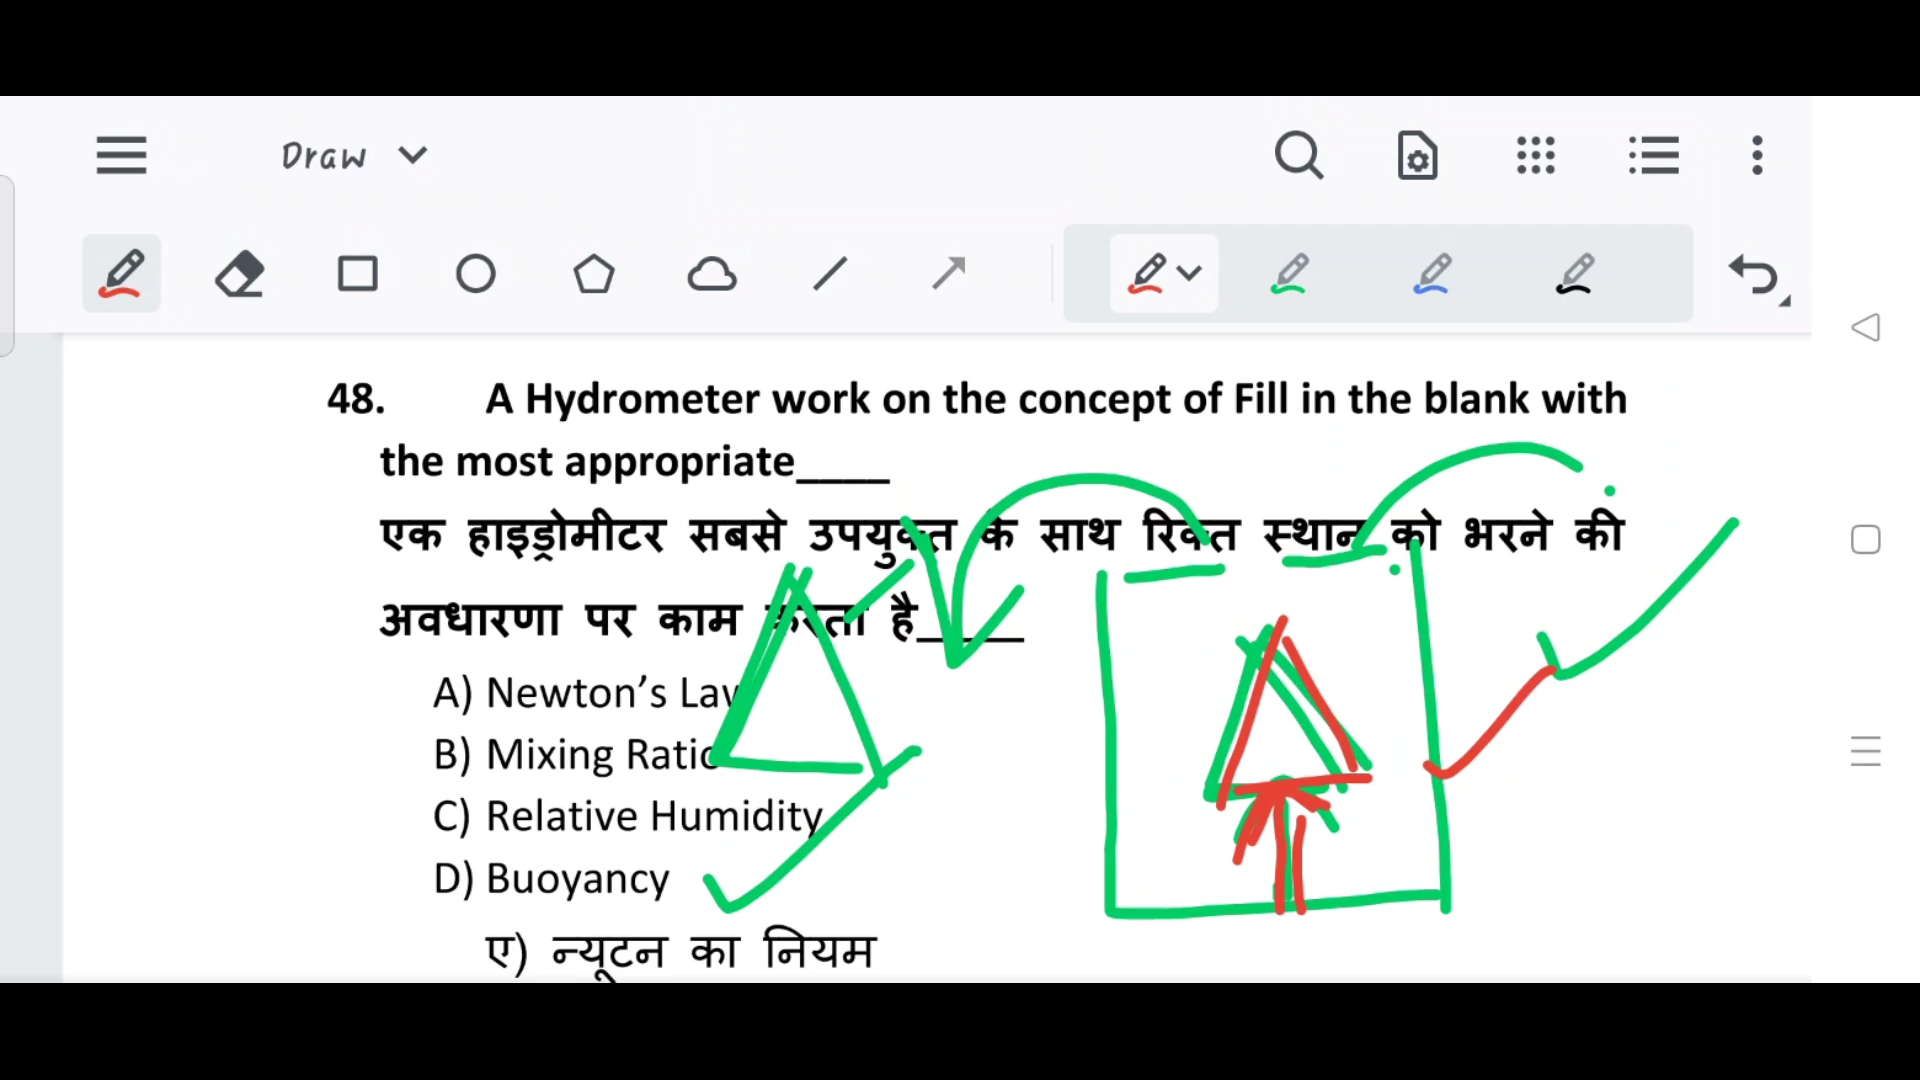 Draw
48. A Hydrometer work on the concept of Fill in the blank with
the most appropriate____
एक हाइड्रोमीटर सबसे उपयुक्त के साथ रिक्त स्थान को भरने की
अवधारणा पर काम करता है_____
A) Newton’s Law
B) Mixing Ratio
C) Relative Humidity
D) Buoyancy
ए) न्यूटन का नियम